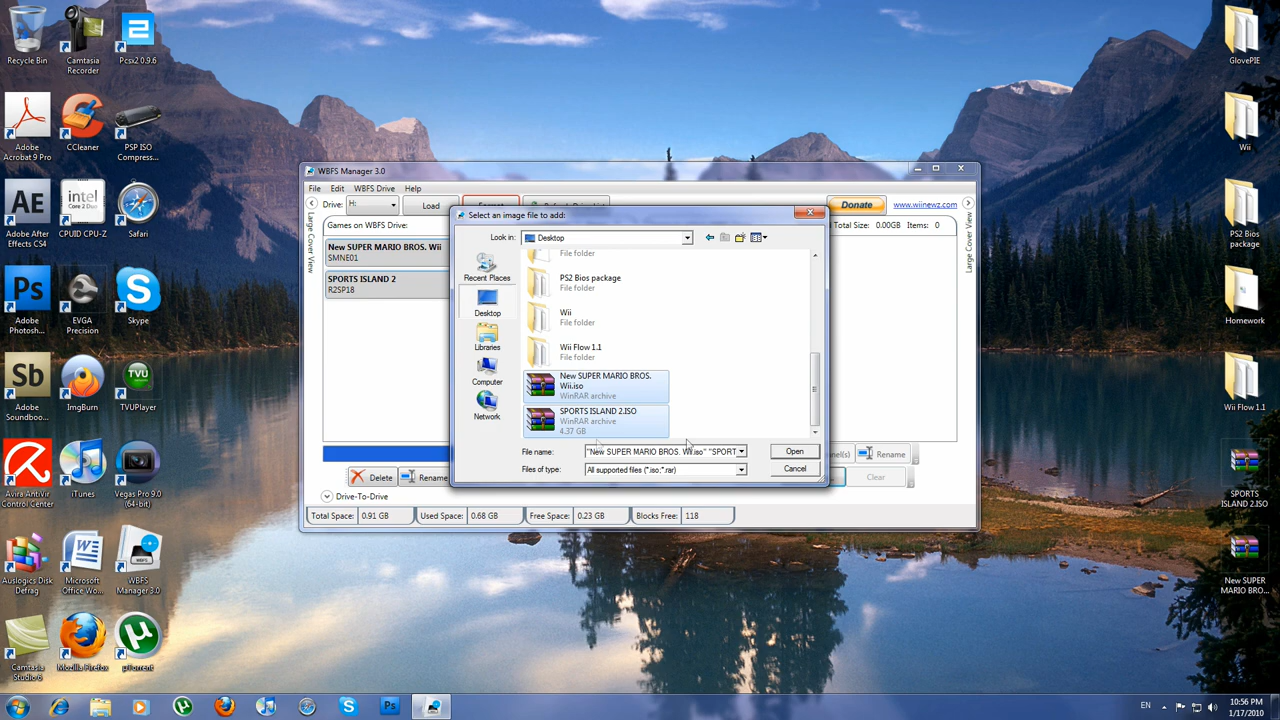 Recycle Bin
Camtasia
Recorder
Pcsx2 0.9.6
Adobe
Acrobat 9 Pro
CCleaner
PSP ISO
Compress...
Adobe After
Effects CS4
CPUID CPU-Z
Safari
Adobe
Photosh...
EVGA
Precision
Skype
Adobe
Soundboo...
ImgBurn
TVUPlayer
Avira AntiVir
Control Center
iTunes
Vegas Pro 9.0
(64-bit)
Auslogics Disk
Defrag
Microsoft
Office Wo...
WBFS
Manager 3.0
Camtasia
Studio 6
Mozilla Firefox
µTorrent
WBFS Manager 3.0
File Edit WBFS Drive Help
Drive: H: Load
Donate
www.wiinewz.com
Large Cover View
Games on WBFS Drive:
Total Size: 0.00GB Items: 0
Large Cover View
New SUPER MARIO BROS. Wii
SMNE01
SPORTS ISLAND 2
R2SP18
Select an image file to add:
Look in: Desktop
Recent Places
Desktop
Libraries
Computer
Network
File folder
PS2 Bios package
File folder
Wii
File folder
Wii Flow 1.1
File folder
New SUPER MARIO BROS.
Wii.iso
WinRAR archive
SPORTS ISLAND 2.ISO
WinRAR archive
4.37 GB
File name: "New SUPER MARIO BROS. Wii.iso" "SPORT
Open
Files of type: All supported files (*.iso;*.rar)
Cancel
Delete Rename
Rename
Clear
Drive-To-Drive
Total Space: 0.91 GB Used Space: 0.68 GB Free Space: 0.23 GB Blocks Free: 118
GlovePIE
Wii
PS2 Bios
package
Homework
Wii Flow 1.1
SPORTS
ISLAND 2.ISO
New SUPER
MARIO BRO...
EN
10:56 PM
1/17/2010